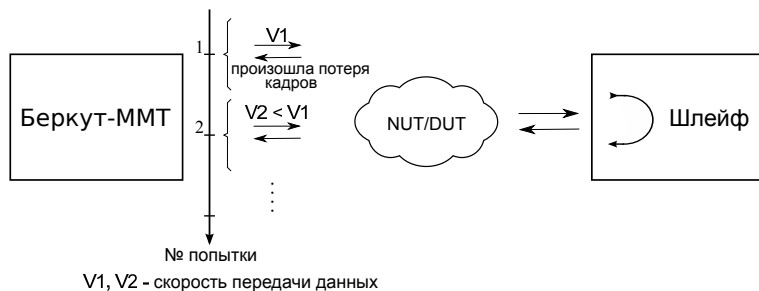 V1
1
произошла потеря
кадров
Беркут-ММТ
V2 < V1
2
NUT/DUT
Шлейф
№ попытки
V1, V2 - скорость передачи данных